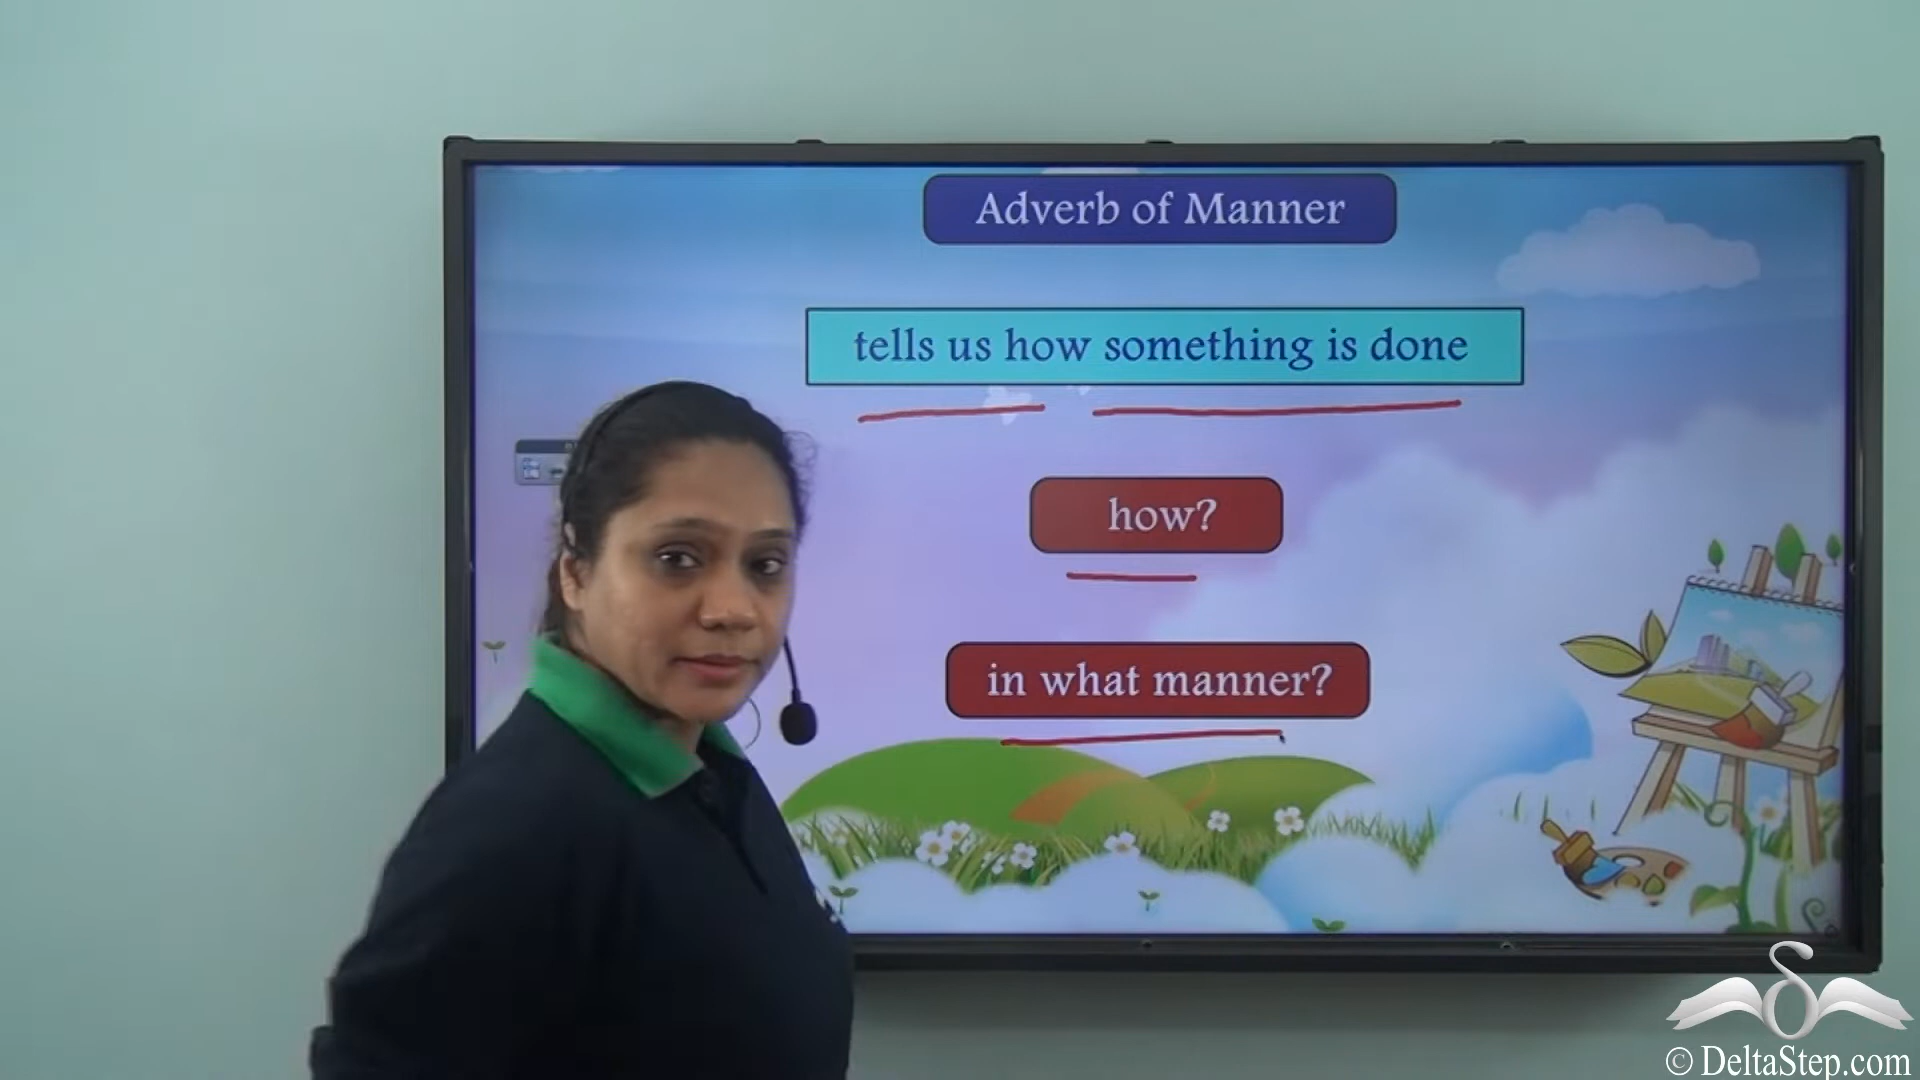 Adverb of Manner
tells us how something is done
how?
in what manner?
© DeltaStep.com